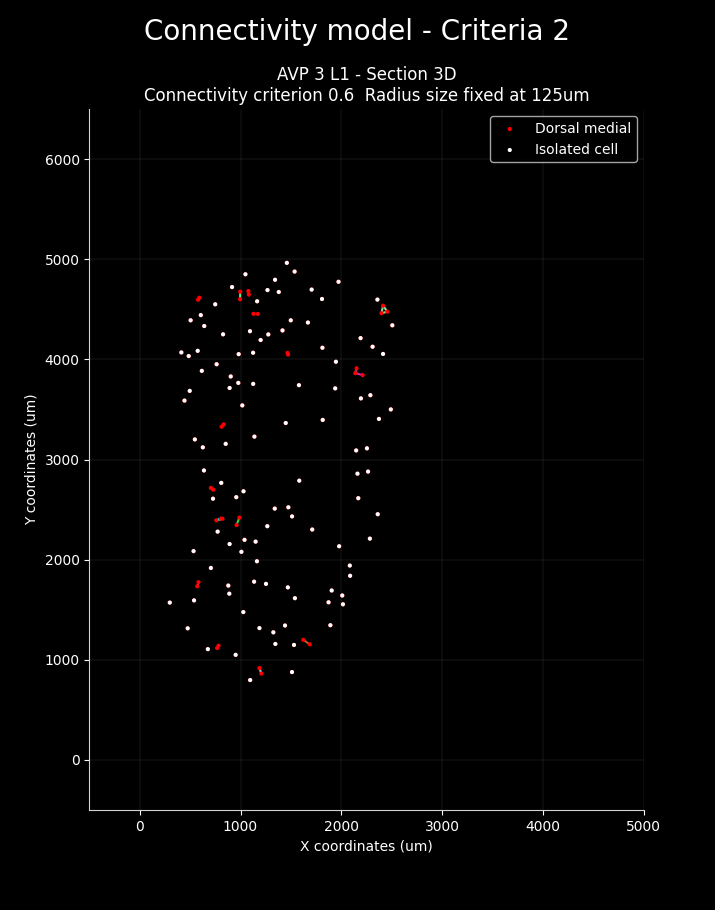 Connectivity model - Criteria 2
AVP 3 L1 - Section 3D
Connectivity criterion 0.6  Radius size fixed at 125um
Dorsal medial
Isolated cell
6000
5000
4000
3000
2000
1000
0
Y coordinates (um)
0
1000
2000
3000
4000
5000
X coordinates (um)